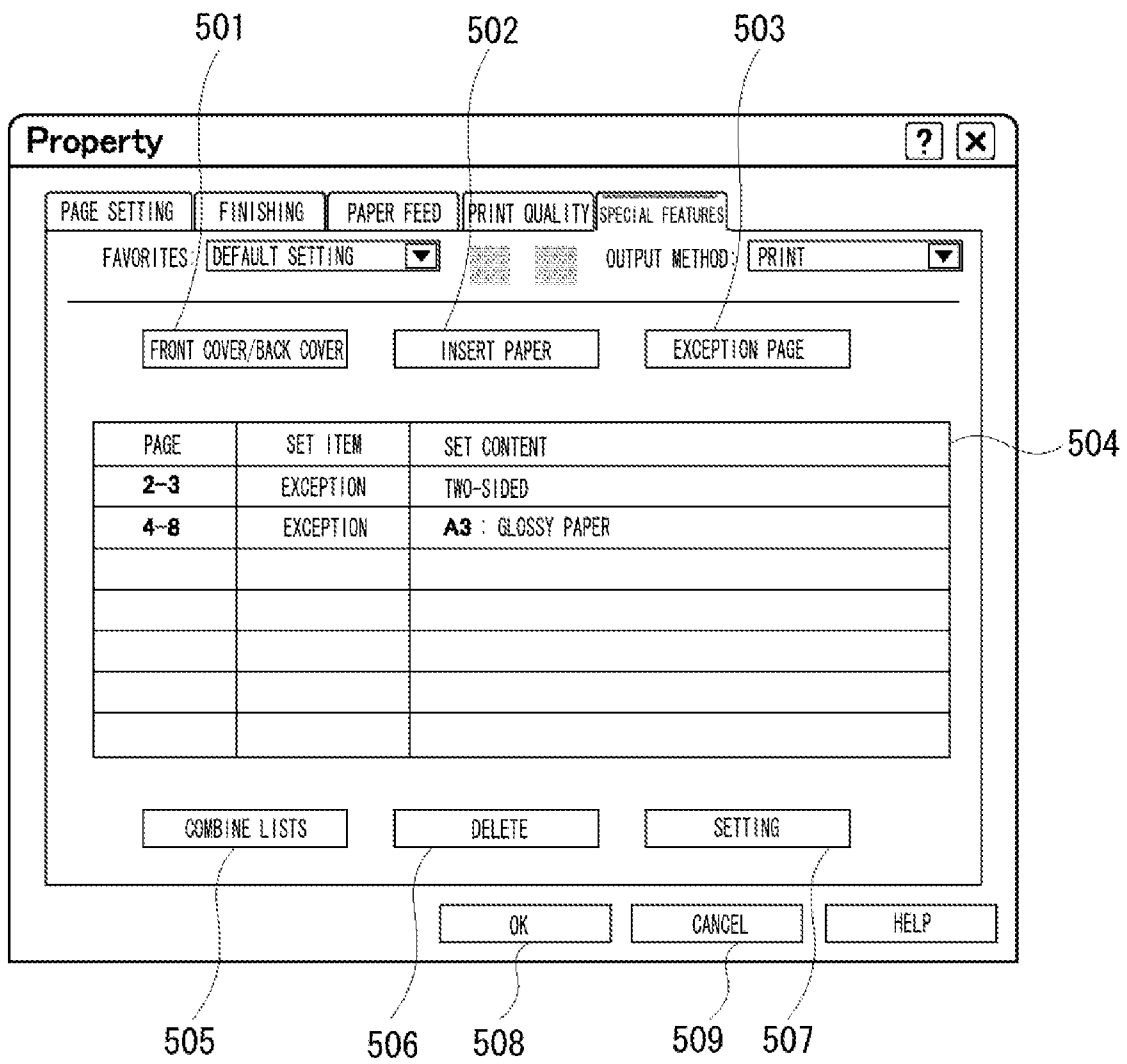 501 502 503
Property ? ×
PAGE SETTING FINISHING PAPER FEED PRINT QUALITY SPECIAL FEATURES
FAVORITES: DEFAULT SETTING OUTPUT METHOD: PRINT
FRONT COVER/BACK COVER INSERT PAPER EXCEPTION PAGE
PAGE SET ITEM SET CONTENT
504
2-3 EXCEPTION TWO-SIDED
4-8 EXCEPTION A3 : GLOSSY PAPER
COMBINE LISTS DELETE SETTING
OK CANCEL HELP
505 506 508 509 507